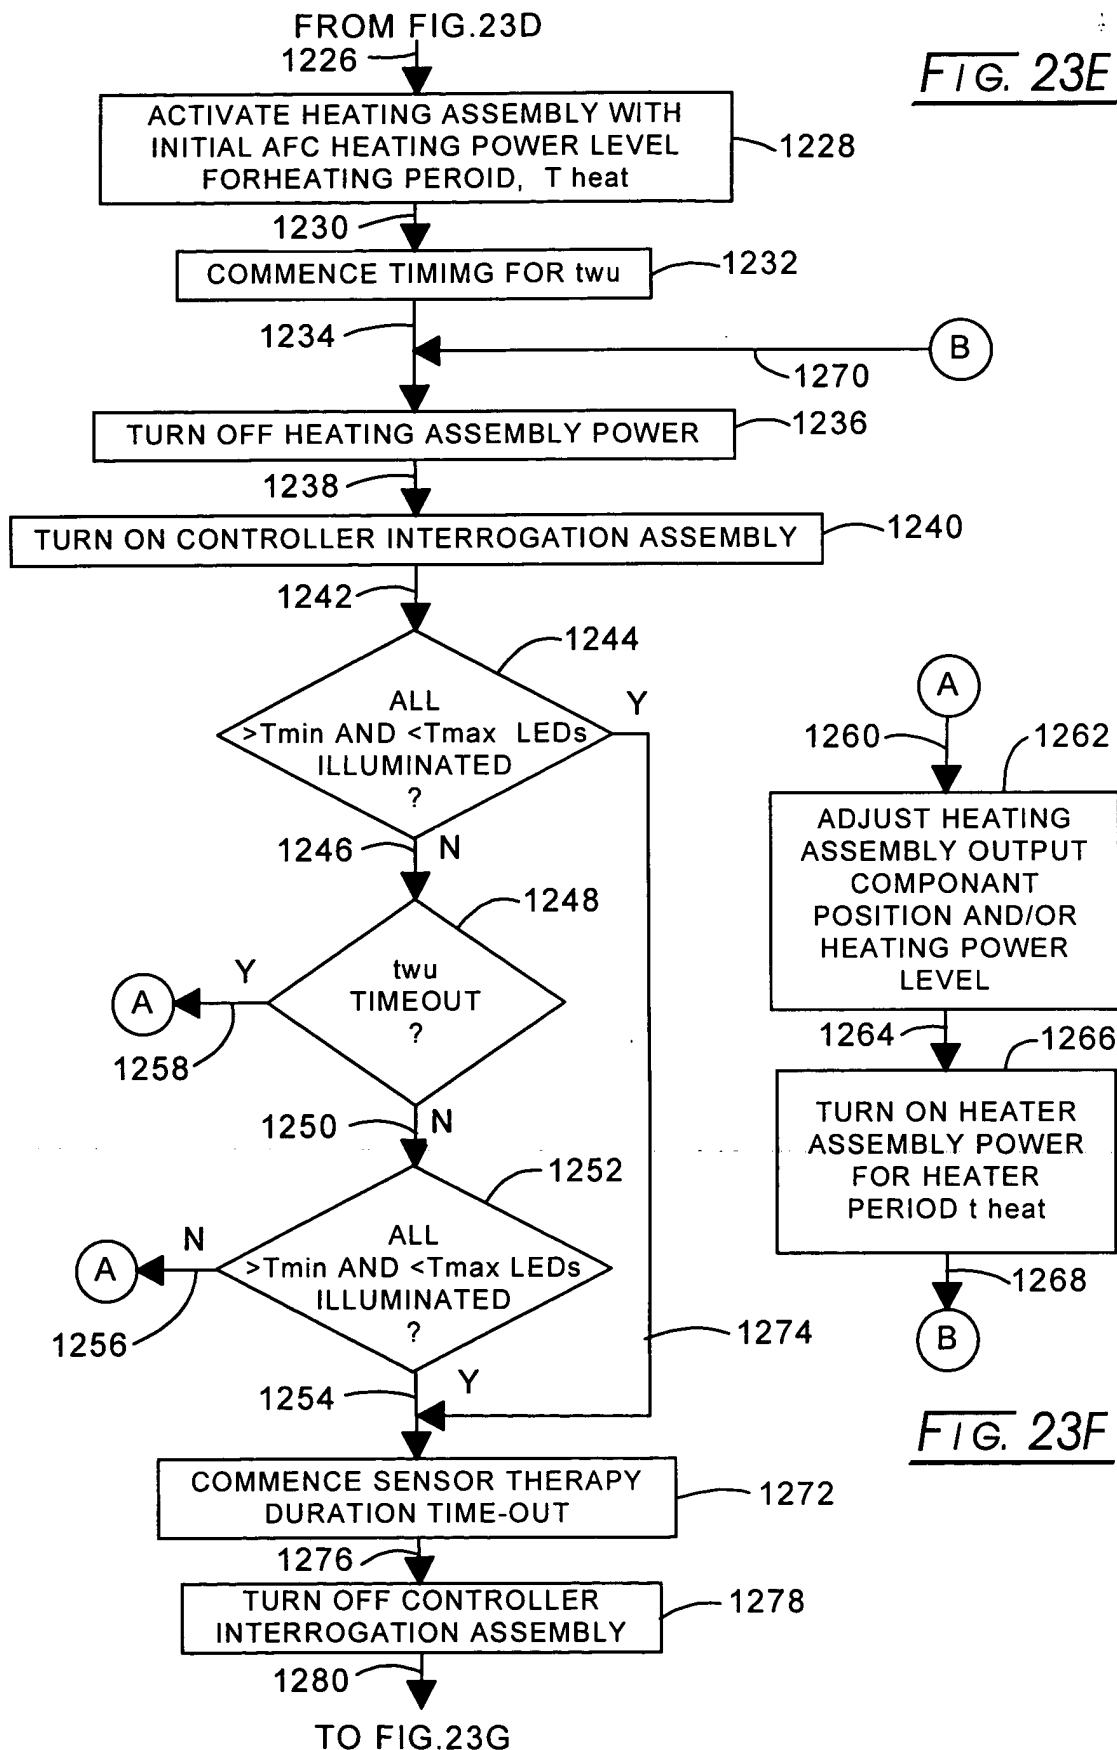 FROM FIG.23D
1226
FIG. 23E
ACTIVATE HEATING ASSEMBLY WITH
INITIAL AFC HEATING POWER LEVEL
FORHEATING PEROID, T heat
1228
1230
COMMENCE TIMIMG FOR twu
1232
1234
B
1270
TURN OFF HEATING ASSEMBLY POWER
1236
1238
TURN ON CONTROLLER INTERROGATION ASSEMBLY
1240
1242
1244
ALL
>Tmin AND <Tmax LEDs
ILLUMINATED
?
Y
1246
N
1248
twu
TIMEOUT
?
Y
A
1258
1250
N
1252
ALL
>Tmin AND <Tmax LEDs
ILLUMINATED
?
N
A
1256
1274
1254
Y
COMMENCE SENSOR THERAPY
DURATION TIME-OUT
1272
1276
TURN OFF CONTROLLER
INTERROGATION ASSEMBLY
1278
1280
TO FIG.23G
A
1260
1262
ADJUST HEATING
ASSEMBLY OUTPUT
COMPONANT
POSITION AND/OR
HEATING POWER
LEVEL
1264
1266
TURN ON HEATER
ASSEMBLY POWER
FOR HEATER
PERIOD t heat
1268
B
FIG. 23F